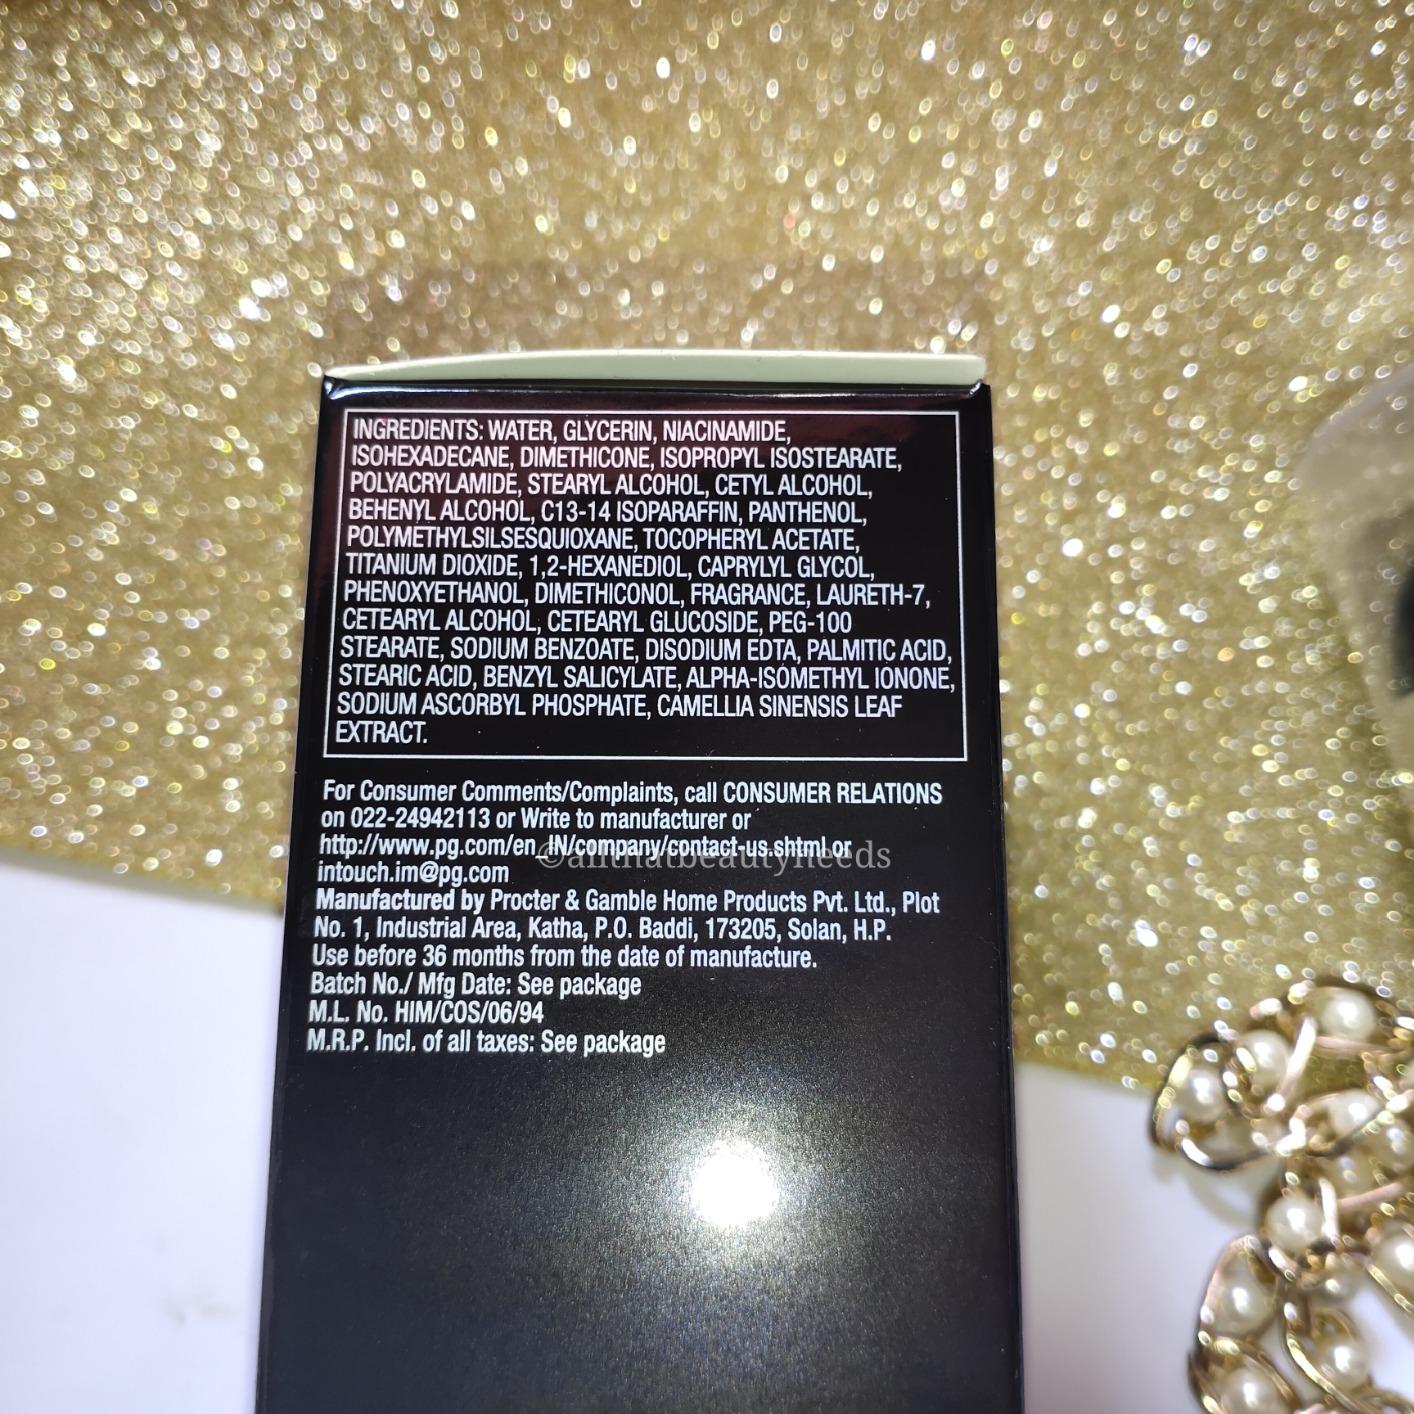 INGREDIENTS: WATER, GLYCERIN, NIACINAMIDE,
ISOHEXADECANE, DIMETHICONE, ISOPROPYL ISOSTEARATE,
POLYACRYLAMIDE, STEARYL ALCOHOL, CETYL ALCOHOL,
BEHENYL ALCOHOL, C13-14 ISOPARAFFIN, PANTHENOL,
POLYMETHYLSILSESQUIOXANE, TOCOPHERYL ACETATE,
TITANIUM DIOXIDE, 1,2-HEXANEDIOL, CAPRYLYL GLYCOL,
PHENOXYETHANOL, DIMETHICONOL, FRAGRANCE, LAURETH-7,
CETEARYL ALCOHOL, CETEARYL GLUCOSIDE, PEG-100
STEARATE, SODIUM BENZOATE, DISODIUM EDTA, PALMITIC ACID,
STEARIC ACID, BENZYL SALICYLATE, ALPHA-ISOMETHYL IONONE,
SODIUM ASCORBYL PHOSPHATE, CAMELLIA SINENSIS LEAF
EXTRACT.
For Consumer Comments/Complaints, call CONSUMER RELATIONS
on 022-24942113 or Write to manufacturer or
http://www.pg.com/en_IN/company/contact-us.shtml or
©allthatbeautyneeds
intouch.im@pg.com
Manufactured by Procter & Gamble Home Products Pvt. Ltd., Plot
No. 1, Industrial Area, Katha, P.O. Baddi, 173205, Solan, H.P.
Use before 36 months from the date of manufacture.
Batch No./ Mfg Date: See package
M.L. No. HIM/COS/06/94
M.R.P. Incl. of all taxes: See package